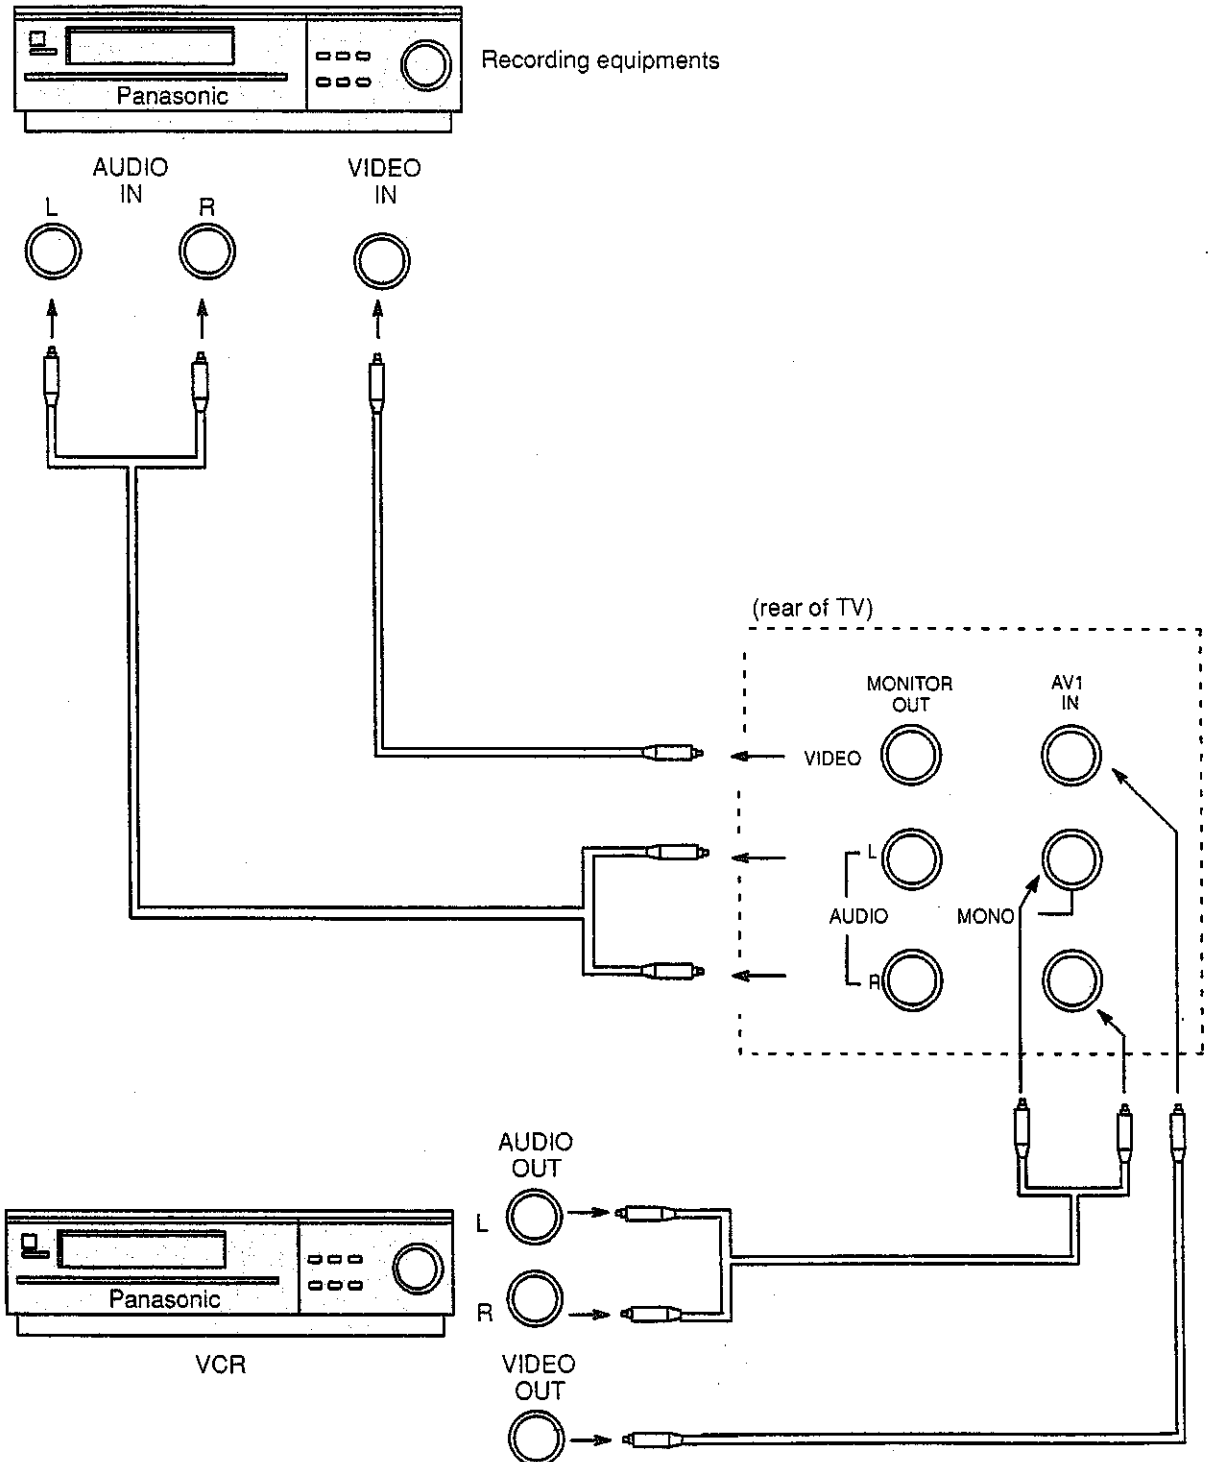 Recording equipments
Panasonic
AUDIO
IN
VIDEO
IN
L
R
(rear of TV)
MONITOR
OUT
AV1
IN
VIDEO
L
AUDIO
MONO
R
AUDIO
OUT
L
R
Panasonic
VCR
VIDEO
OUT